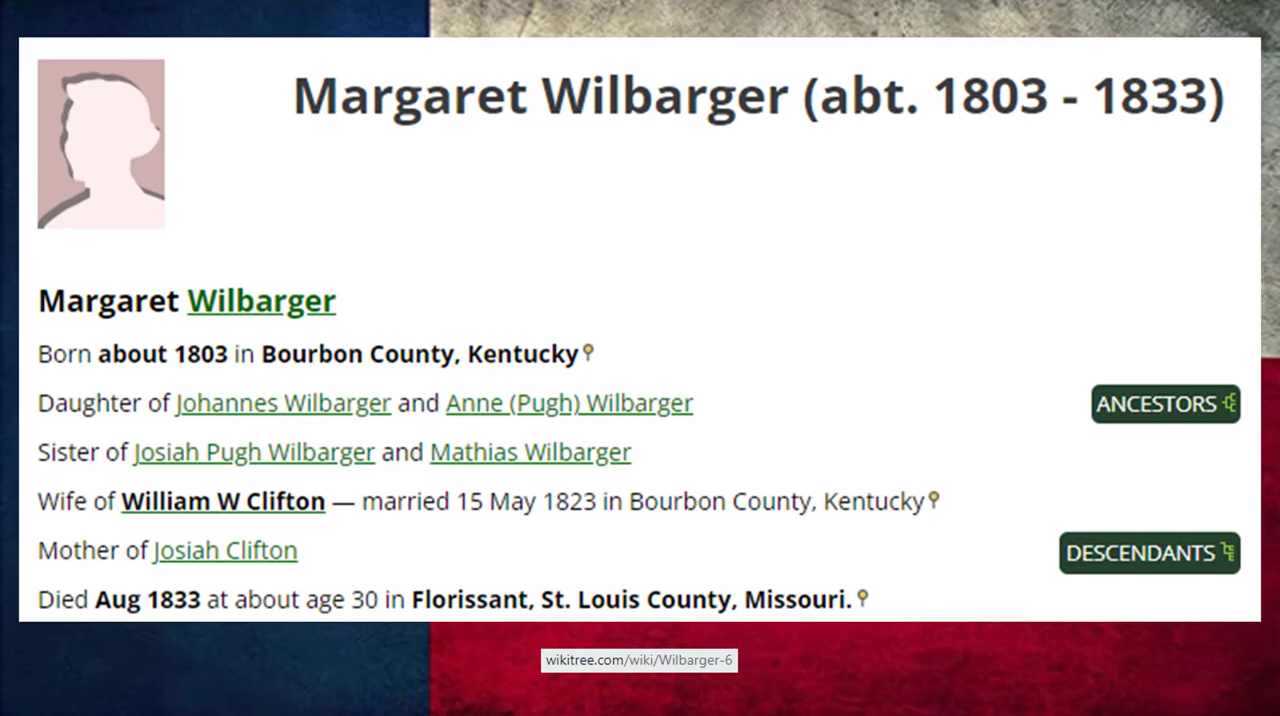 Margaret Wilbarger (abt. 1803 - 1833)
Margaret Wilbarger
Born about 1803 in Bourbon County, Kentucky
Daughter of Johannes Wilbarger and Anne (Pugh) Wilbarger
ANCESTORS
Sister of Josiah Pugh Wilbarger and Mathias Wilbarger
Wife of William W Clifton — married 15 May 1823 in Bourbon County, Kentucky
Mother of Josiah Clifton
DESCENDANTS
Died Aug 1833 at about age 30 in Florissant, St. Louis County, Missouri.
wikitree.com/wiki/Wilbarger-6